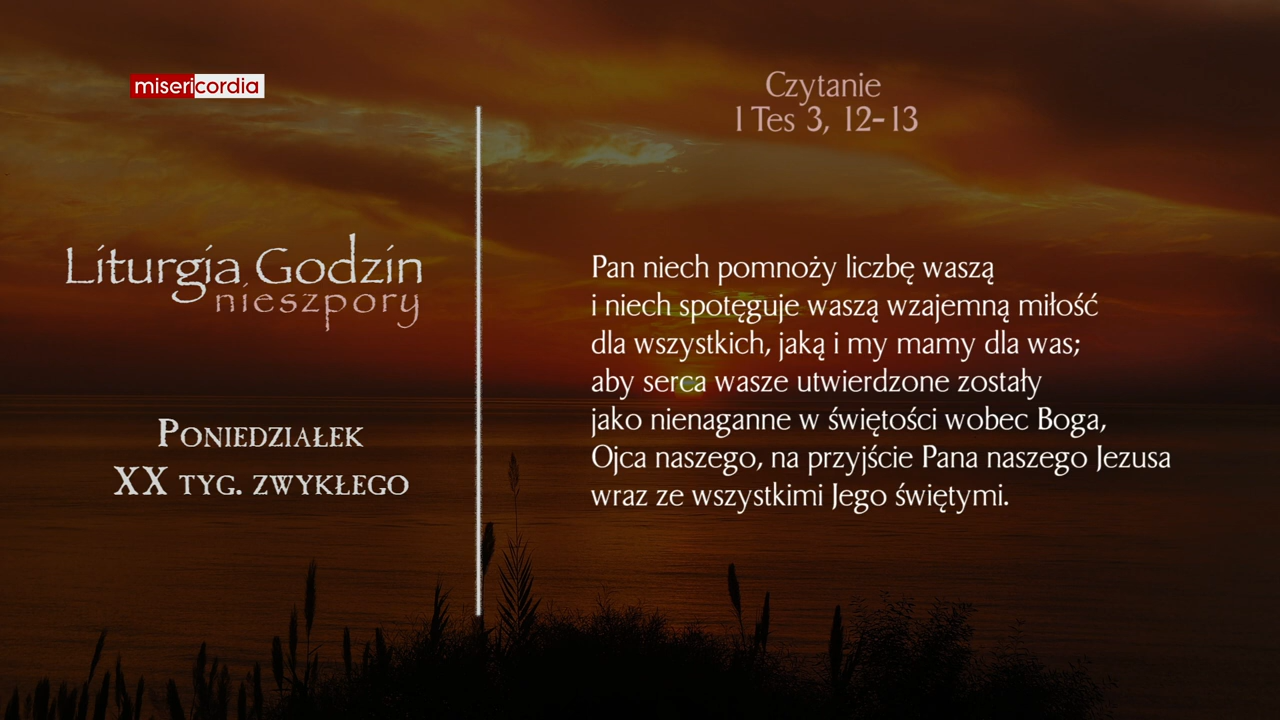 misericordia
Liturgia Godzin
nieszpory
Poniedziałek
XX tyg. zwykłego
Czytanie
1 Tes 3, 12-13
Pan niech pomnoży liczbę waszą
i niech spotęguje waszą wzajemną miłość
dla wszystkich, jaką i my mamy dla was;
aby serca wasze utwierdzone zostały
jako nienaganne w świętości wobec Boga,
Ojca naszego, na przyjście Pana naszego Jezusa
wraz ze wszystkimi Jego świętymi.